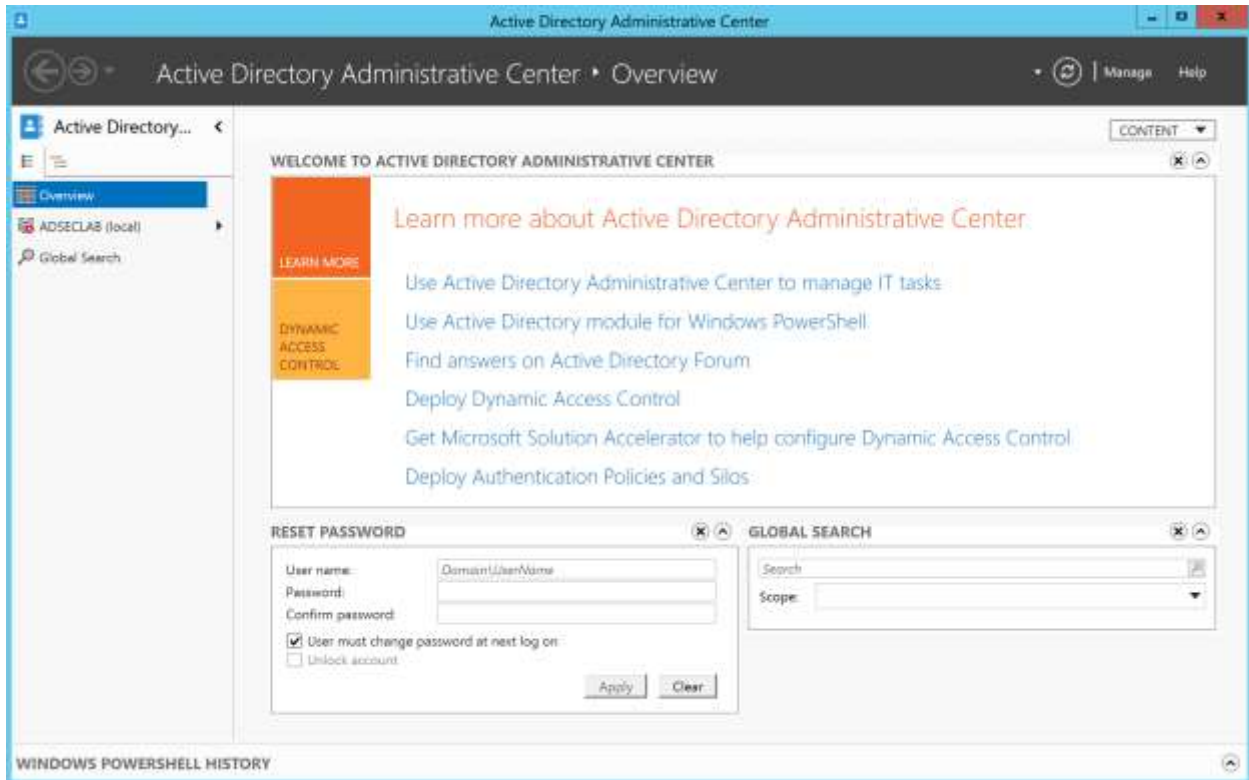 Active Directory Administrative Center
Active Directory Administrative Center • Overview
Manage
Help
Active Directory...
CONTENT
Overview
ADSECLAB (local)
Global Search
WELCOME TO ACTIVE DIRECTORY ADMINISTRATIVE CENTER
LEARN MORE
DYNAMIC
ACCESS
CONTROL
Learn more about Active Directory Administrative Center
Use Active Directory Administrative Center to manage IT tasks
Use Active Directory module for Windows PowerShell
Find answers on Active Directory Forum
Deploy Dynamic Access Control
Get Microsoft Solution Accelerator to help configure Dynamic Access Control
Deploy Authentication Policies and Silos
RESET PASSWORD
User name:
Domain\UserName
Password:
Confirm password:
User must change password at next log on
Unlock account
Apply
Clear
GLOBAL SEARCH
Search
Scope:
WINDOWS POWERSHELL HISTORY